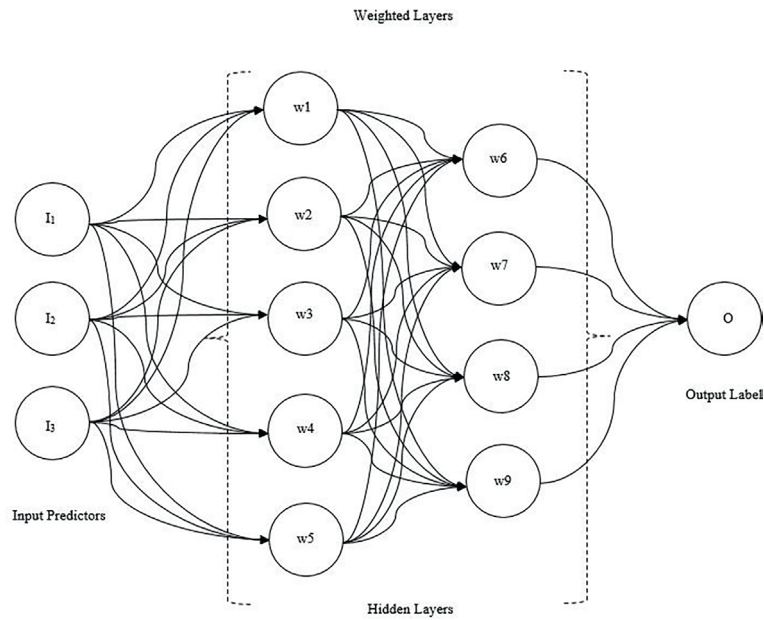 Weighted Layers
w1
w6
w2
I1
w7
w3
I2
O
w8
Output Label
w4
I3
w9
Input Predictors
w5
Hidden Layers